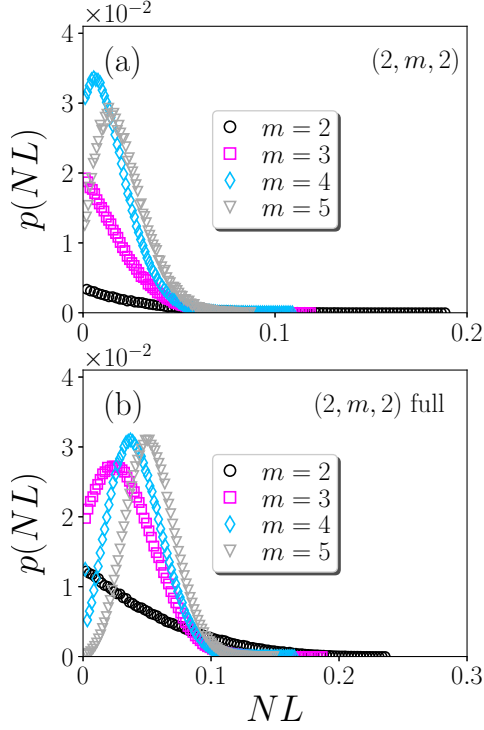 ×10⁻²
(a)
(2, m, 2)
4
3
2
1
0
p(NL)
m = 2
m = 3
m = 4
m = 5
0
0.1
0.2
×10⁻²
(b)
(2, m, 2) full
4
3
2
1
0
p(NL)
m = 2
m = 3
m = 4
m = 5
0
0.1
0.2
0.3
NL